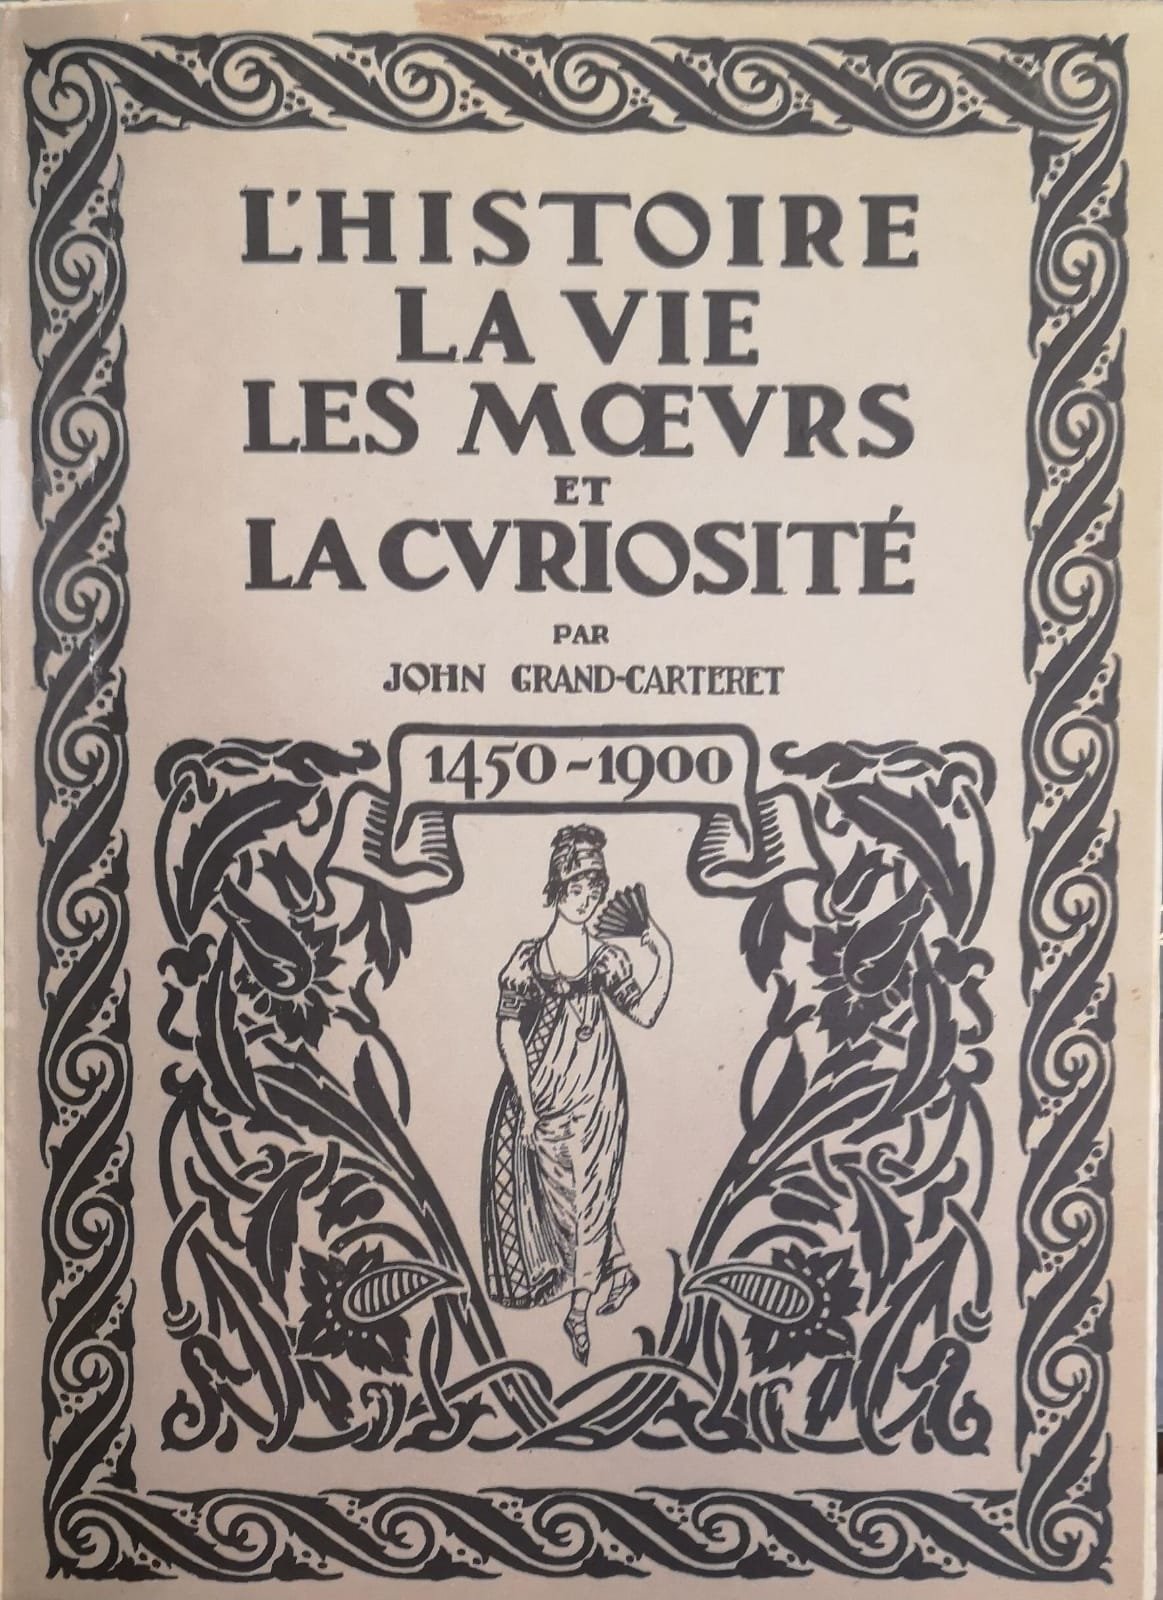 L'HISTOIRE
LA VIE
LES MŒVRS
ET
LA CVRIOSITÉ
PAR
JOHN GRAND-CARTERET
1450-1900